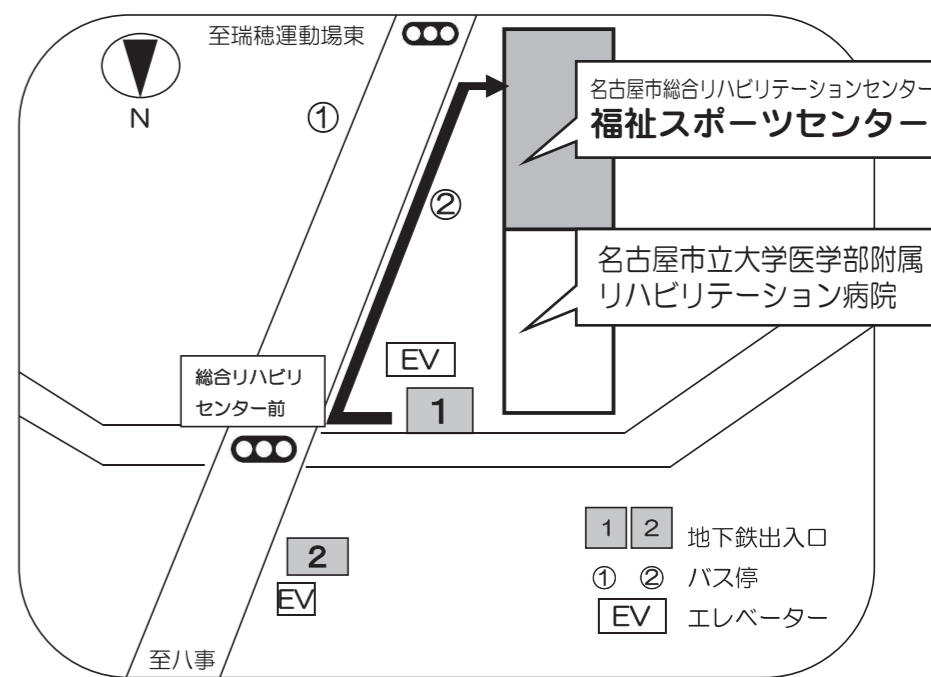 至瑞穂運動場東
N
①
名古屋市総合リハビリテーションセンター
福祉スポーツセンター
②
名古屋市立大学医学部附属
リハビリテーション病院
EV
総合リハビリ
センター前
1
2
EV
1 2 地下鉄出入口
① ② バス停
EV エレベーター
至八事